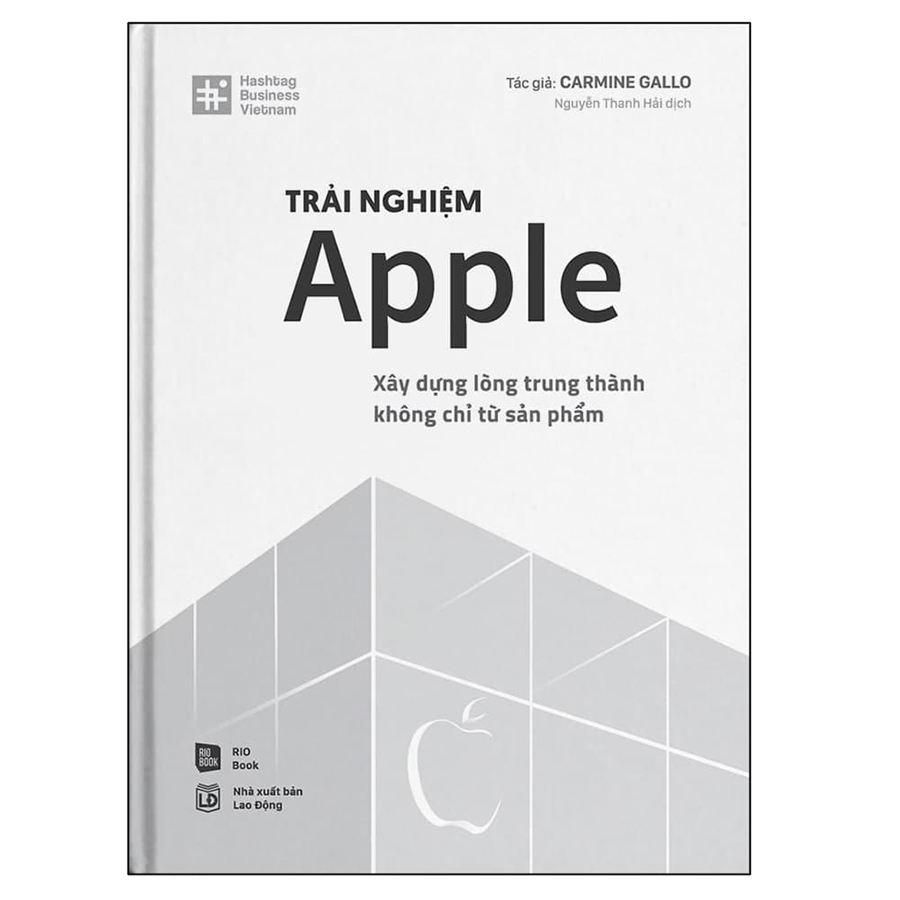 Hashtag
Business
Vietnam
Tác giả: CARMINE GALLO
Nguyễn Thanh Hải dịch
TRẢI NGHIỆM
Apple
Xây dựng lòng trung thành
không chỉ từ sản phẩm
RIO
BOOK
RIO
Book
LĐ
Nhà xuất bản
Lao Động